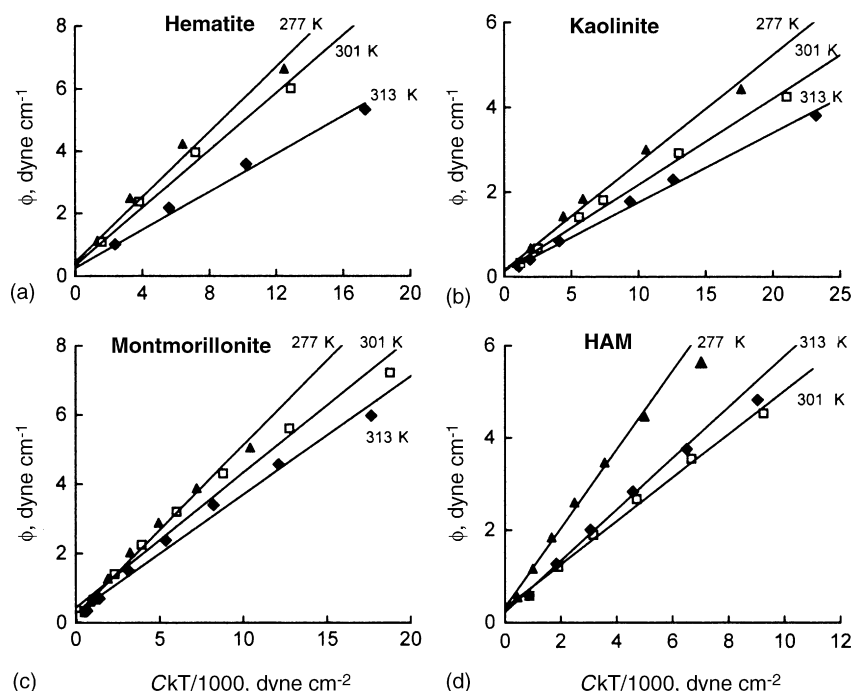 Hematite
277 K
301 K
313 K
8
6
4
2
0
0 4 8 12 16 20
ϕ, dyne cm-1
(a)
Kaolinite
277 K
301 K
313 K
6
4
2
0
0 5 10 15 20 25
ϕ, dyne cm-1
(b)
Montmorillonite
277 K
301 K
313 K
8
6
4
2
0
0 5 10 15 20
ϕ, dyne cm-1
(c)
CkT/1000, dyne cm-2
HAM
277 K
313 K
301 K
6
4
2
0
0 2 4 6 8 10 12
ϕ, dyne cm-1
(d)
CkT/1000, dyne cm-2